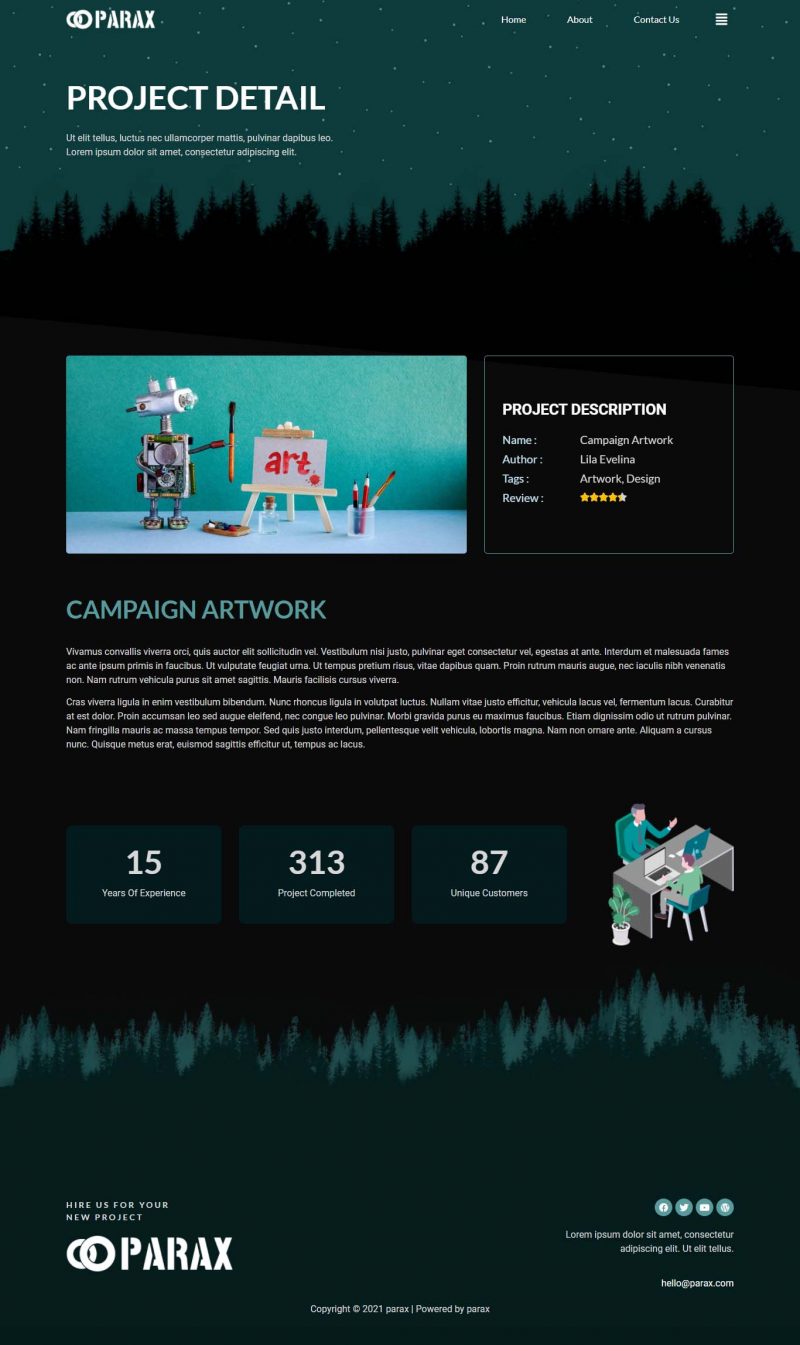 PARAX
Home
About
Contact Us
PROJECT DETAIL
Ut elit tellus, luctus nec ullamcorper mattis, pulvinar dapibus leo.
Lorem ipsum dolor sit amet, consectetur adipiscing elit.
art
PROJECT DESCRIPTION
Name : Campaign Artwork
Author : Lila Evelina
Tags : Artwork, Design
Review :
CAMPAIGN ARTWORK
Vivamus convallis viverra orci, quis auctor elit sollicitudin vel. Vestibulum nisi justo, pulvinar eget consectetur vel, egestas at ante. Interdum et malesuada fames
ac ante ipsum primis in faucibus. Ut vulputate feugiat urna. Ut tempus pretium risus, vitae dapibus quam. Proin rutrum mauris augue, nec iaculis nibh venenatis
non. Nam rutrum vehicula purus sit amet sagittis. Mauris facilisis cursus viverra.
Cras viverra ligula in enim vestibulum bibendum. Nunc rhoncus ligula in volutpat luctus. Nullam vitae justo efficitur, vehicula lacus vel, fermentum lacus. Curabitur
at est dolor. Proin accumsan leo sed augue eleifend, nec congue leo pulvinar. Morbi gravida purus eu maximus faucibus. Etiam dignissim odio ut rutrum pulvinar.
Nam fringilla mauris ac massa tempus tempor. Sed quis justo interdum, pellentesque velit vehicula, lobortis magna. Nam non ornare ante. Aliquam a cursus
nunc. Quisque metus erat, euismod sagittis efficitur ut, tempus ac lacus.
15
Years Of Experience
313
Project Completed
87
Unique Customers
HIRE US FOR YOUR
NEW PROJECT
PARAX
Lorem ipsum dolor sit amet, consectetur
adipiscing elit. Ut elit tellus.
hello@parax.com
Copyright © 2021 parax | Powered by parax